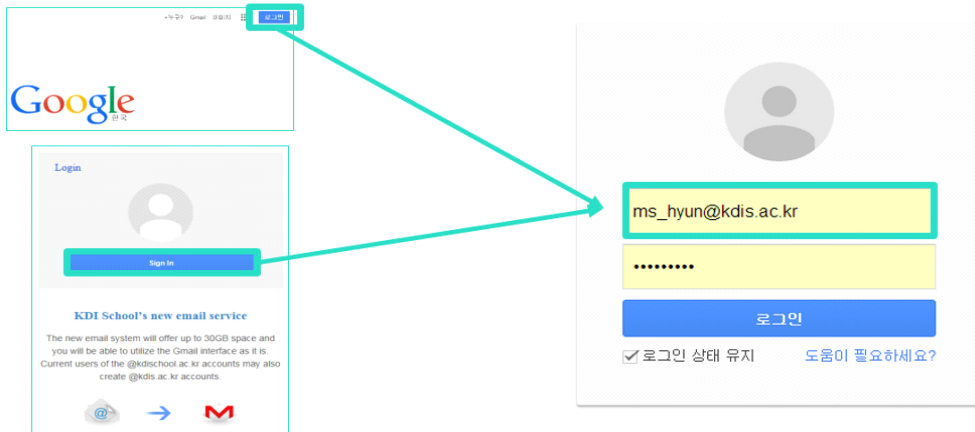 +누구? Gmail 이미지
로그인
Google
한국
Login
Sign In
KDI School's new email service
The new email system will offer up to 30GB space and
you will be able to utilize the Gmail interface as it is.
Current users of the @kdischool.ac.kr accounts may also
create @kdis.ac.kr accounts.
@
ms_hyun@kdis.ac.kr
•••••••••
로그인
로그인 상태 유지
도움이 필요하세요?